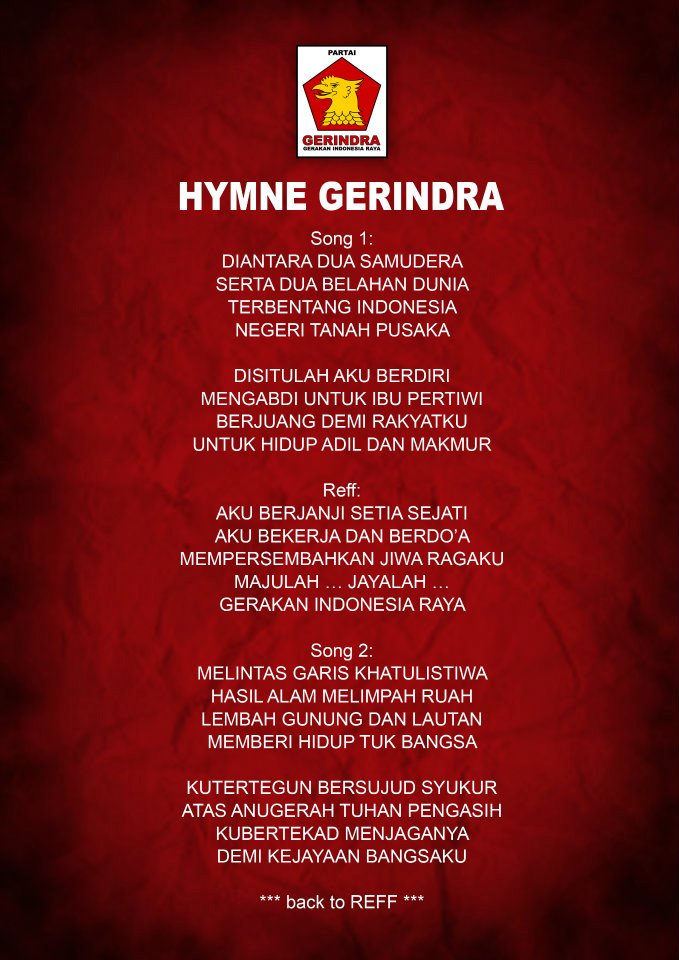 PARTAI
GERINDRA
GERAKAN INDONESIA RAYA
HYMNE GERINDRA
Song 1:
DIANTARA DUA SAMUDERA
SERTA DUA BELAHAN DUNIA
TERBENTANG INDONESIA
NEGERI TANAH PUSAKA
DISITULAH AKU BERDIRI
MENGABDI UNTUK IBU PERTIWI
BERJUANG DEMI RAKYATKU
UNTUK HIDUP ADIL DAN MAKMUR
Reff:
AKU BERJANJI SETIA SEJATI
AKU BEKERJA DAN BERDO’A
MEMPERSEMBAHKAN JIWA RAGAKU
MAJULAH … JAYALAH …
GERAKAN INDONESIA RAYA
Song 2:
MELINTAS GARIS KHATULISTIWA
HASIL ALAM MELIMPAH RUAH
LEMBAH GUNUNG DAN LAUTAN
MEMBERI HIDUP TUK BANGSA
KUTERTEGUN BERSUJUD SYUKUR
ATAS ANUGERAH TUHAN PENGASIH
KUBERTEKAD MENJAGANYA
DEMI KEJAYAAN BANGSAKU
*** back to REFF ***